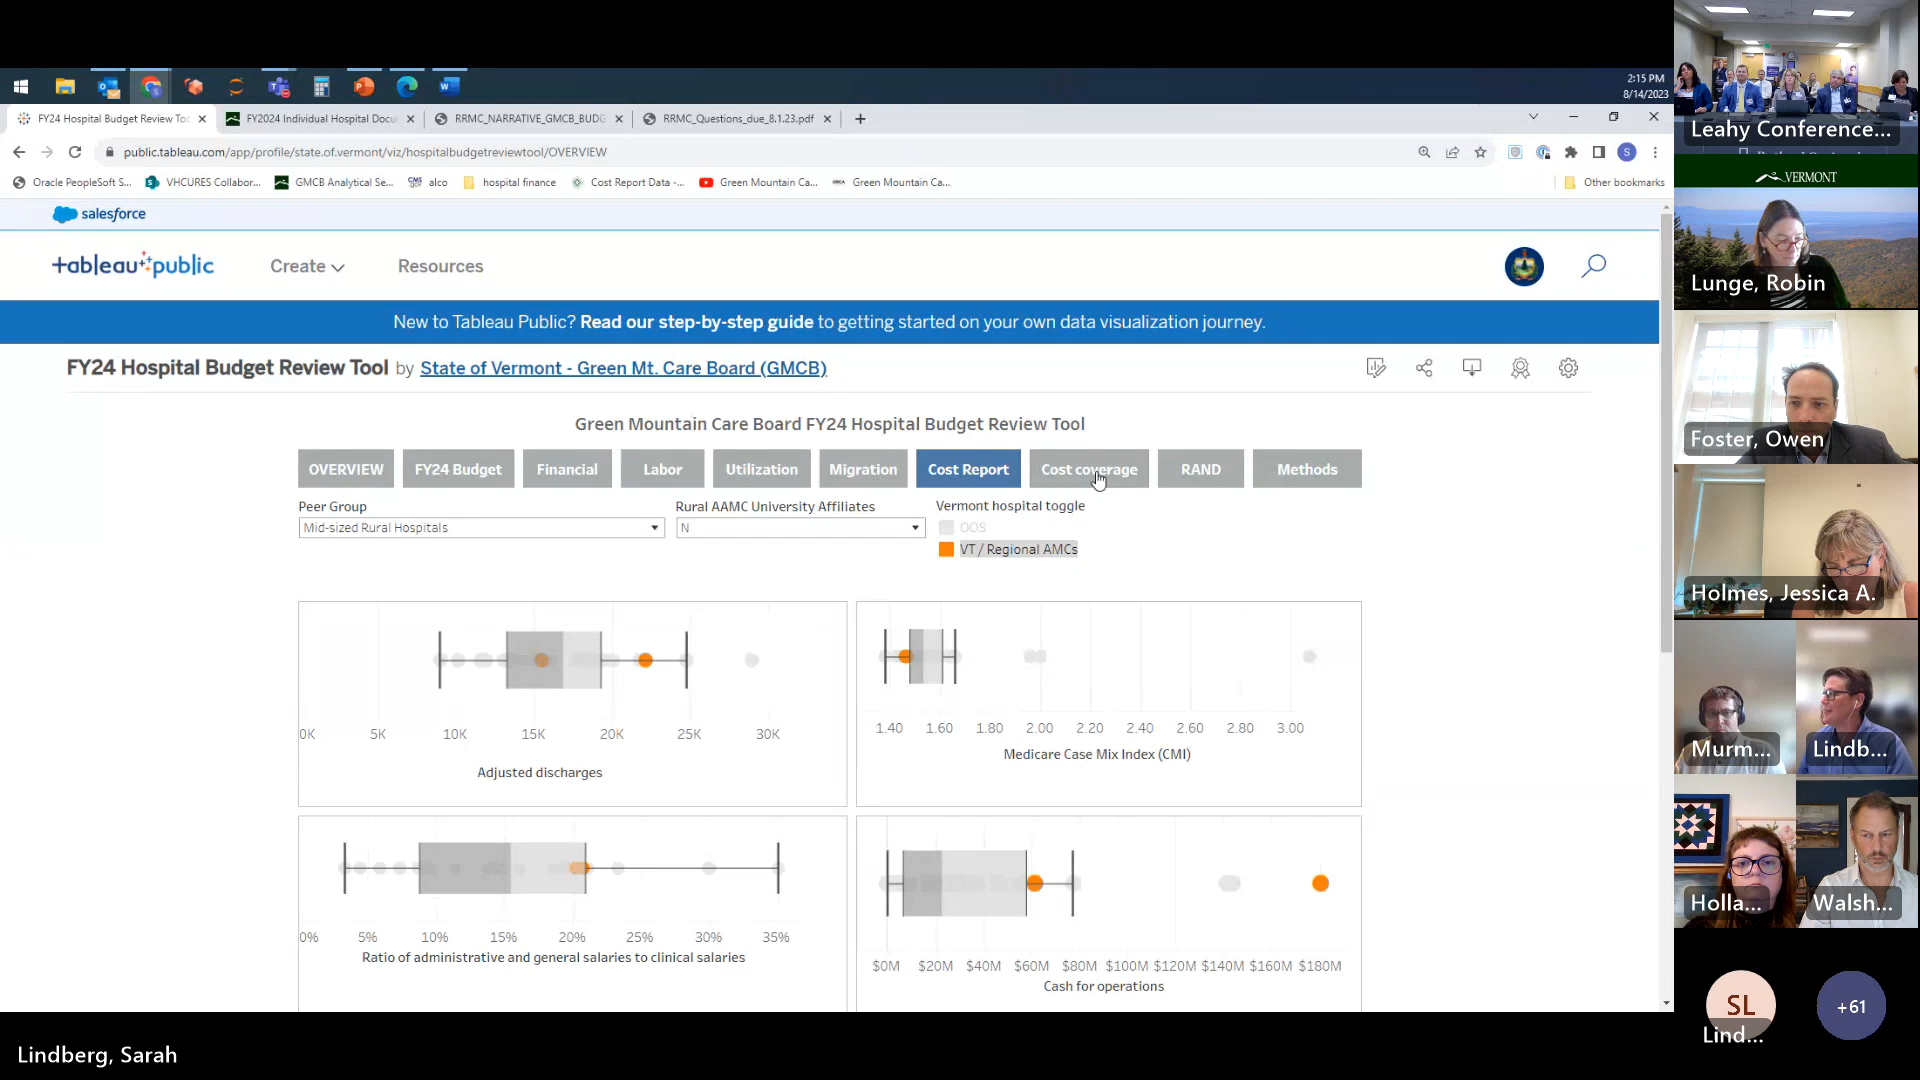 2:15 PM
8/14/2023
FY24 Hospital Budget Review Toc
FY2024 Individual Hospital Docu
RRMC_NARRATIVE_GMCB_BUDG
RRMC_Questions_due_8.1.23.pdf
public.tableau.com/app/profile/state.of.vermont/viz/hospitalbudgetreviewtool/OVERVIEW
S
Oracle PeopleSoft S...
VHCURES Collabor...
GMCB Analytical Se...
alco
hospital finance
Cost Report Data -...
Green Mountain Ca...
Green Mountain Ca...
Other bookmarks
salesforce
+ableau public
Create
Resources
New to Tableau Public? Read our step-by-step guide to getting started on your own data visualization journey.
FY24 Hospital Budget Review Tool by State of Vermont - Green Mt. Care Board (GMCB)
Green Mountain Care Board FY24 Hospital Budget Review Tool
OVERVIEW FY24 Budget Financial Labor Utilization Migration Cost Report Cost coverage RAND Methods
Peer Group
Mid-sized Rural Hospitals
Rural AAMC University Affiliates
N
Vermont hospital toggle
OOS
VT / Regional AMCs
0K 5K 10K 15K 20K 25K 30K
Adjusted discharges
1.40 1.60 1.80 2.00 2.20 2.40 2.60 2.80 3.00
Medicare Case Mix Index (CMI)
0% 5% 10% 15% 20% 25% 30% 35%
Ratio of administrative and general salaries to clinical salaries
$0M $20M $40M $60M $80M $100M $120M $140M $160M $180M
Cash for operations
Leahy Conference...
VERMONT
Lunge, Robin
Foster, Owen
Holmes, Jessica A.
Murm...
Lindb...
Holla...
Walsh...
SL
Lind...
+61
Lindberg, Sarah